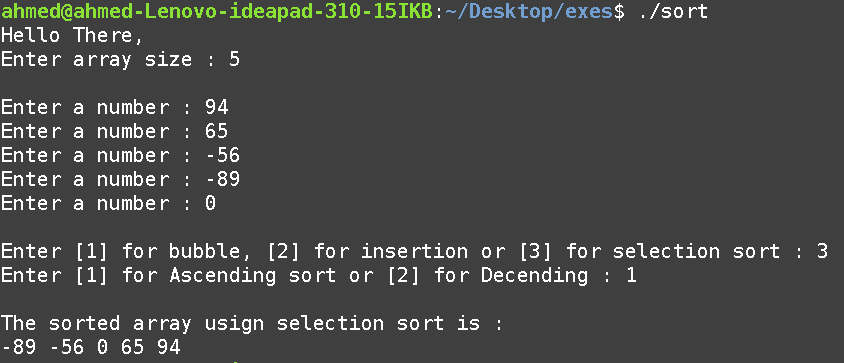 ahmed@ahmed-Lenovo-ideapad-310-15IKB:~/Desktop/exes$ ./sort
Hello There,
Enter array size : 5
Enter a number : 94
Enter a number : 65
Enter a number : -56
Enter a number : -89
Enter a number : 0
Enter [1] for bubble, [2] for insertion or [3] for selection sort : 3
Enter [1] for Ascending sort or [2] for Decending : 1
The sorted array usign selection sort is :
-89 -56 0 65 94